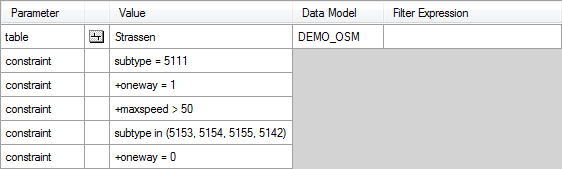 Parameter Value Data Model Filter Expression
table Strassen DEMO_OSM
constraint subtype = 5111
constraint +oneway = 1
constraint +maxspeed > 50
constraint subtype in (5153, 5154, 5155, 5142)
constraint +oneway = 0